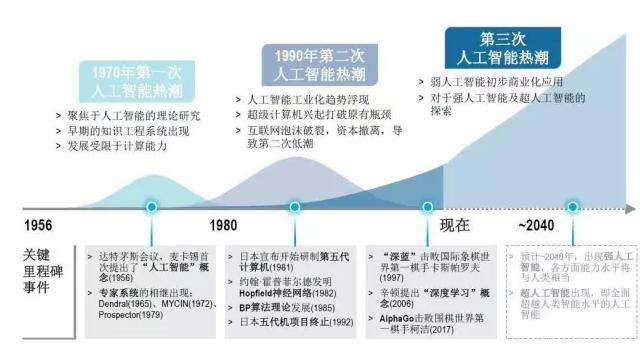 1970年第一次
人工智能热潮
> 聚焦于人工智能的理论研究
> 早期的知识工程系统出现
> 发展受限于计算能力
1990年第二次
人工智能热潮
> 人工智能工业化趋势浮现
> 超级计算机兴起打破原有瓶颈
> 互联网泡沫破裂，资本撤离，导
致第二次低潮
第三次
人工智能热潮
> 弱人工智能初步商业化应用
> 对于强人工智能及超人工智能的
探索
1956
1980
现在
~2040
关键
里程碑
事件
> 达特茅斯会议，麦卡锡首
次提出了“人工智能”概
念(1956)
> 专家系统的相继出现：
Dendral(1965)、MYCIN(1972)、
Prospector(1979)
> 日本宣布开始研制第五代
计算机(1981)
> 约翰·霍普菲尔德发明
Hopfield神经网络(1982)
> BP算法理论发展(1985)
> 日本五代机项目终止(1992)
> “深蓝”击败国际象棋世
界第一棋手卡斯帕罗夫
(1997)
> 辛顿提出“深度学习”概
念(2006)
> AlphaGo击败围棋世界第
一棋手柯洁(2017)
> 预计~2040年，出现强人工
智能，各方面能力水平将
与人类相当
> 超人工智能出现，即全面
超越人类智能水平的人工
智能